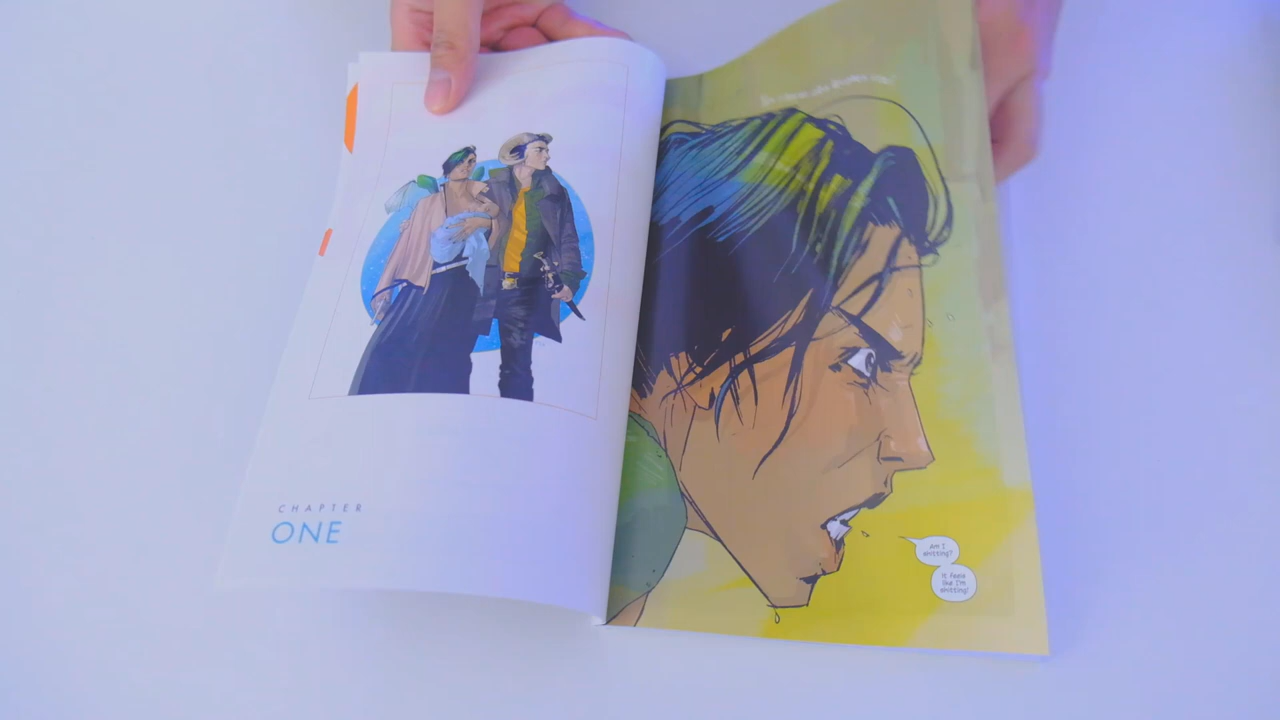 CHAPTER
ONE
Am I
shitting?
It feels
like I'm
shitting!